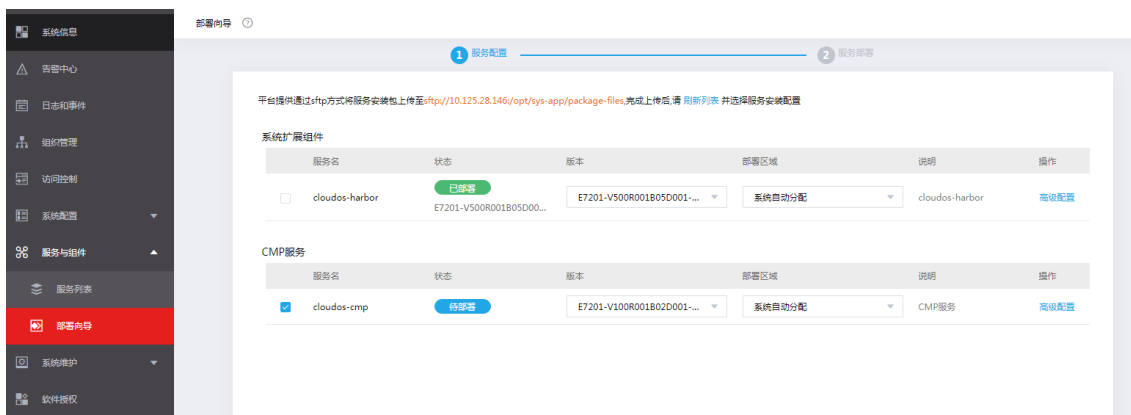 系统信息
告警中心
日志和事件
组织管理
访问控制
系统配置
服务与组件
服务列表
部署向导
系统维护
软件授权
部署向导 ?
1 服务配置 2 服务部署
平台提供通过sftp方式将服务安装包上传至sftp://10.125.28.146:/opt/sys-app/package-files,完成上传后,请 刷新列表 并选择服务安装配置
系统扩展组件
服务名 状态 版本 部署区域 说明 操作
cloudos-harbor 已部署 E7201-V500R001B05D001-... 系统自动分配 cloudos-harbor 高级配置
E7201-V500R001B05D00...
CMP服务
服务名 状态 版本 部署区域 说明 操作
cloudos-cmp 待部署 E7201-V100R001B02D001-... 系统自动分配 CMP服务 高级配置